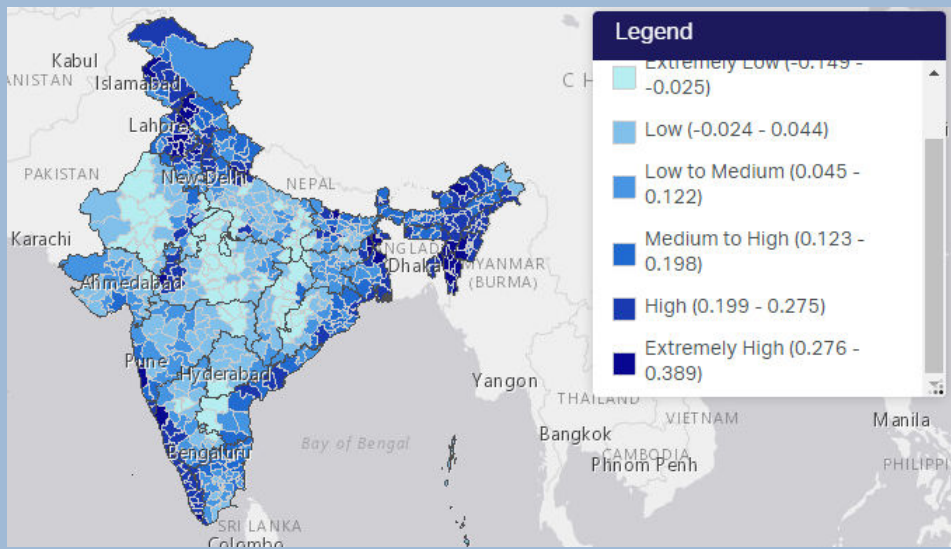 Legend
Extremely Low (-0.149 -
-0.025)
Low (-0.024 - 0.044)
Low to Medium (0.045 -
0.122)
Medium to High (0.123 -
0.198)
High (0.199 - 0.275)
Extremely High (0.276 -
0.389)
Kabul
ANISTAN
Islamabad
C H
Lahore
PAKISTAN
New Delhi
NEPAL
Karachi
Ahmedabad
NGLAD
Dhaka
MYANMAR
(BURMA)
Pune
Hyderabad
Yangon
THAILAND
VIETNAM
Bangkok
Manila
Bay of Bengal
Bengaluru
CAMBODIA
Phnom Penh
PHILIPPI
SRI LANKA
Colombo